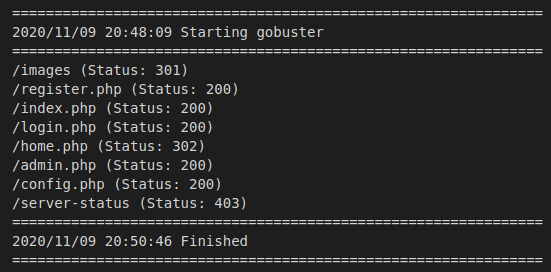 ===============================================================
2020/11/09 20:48:09 Starting gobuster
===============================================================
/images (Status: 301)
/register.php (Status: 200)
/index.php (Status: 200)
/login.php (Status: 200)
/home.php (Status: 302)
/admin.php (Status: 200)
/config.php (Status: 200)
/server-status (Status: 403)
===============================================================
2020/11/09 20:50:46 Finished
===============================================================